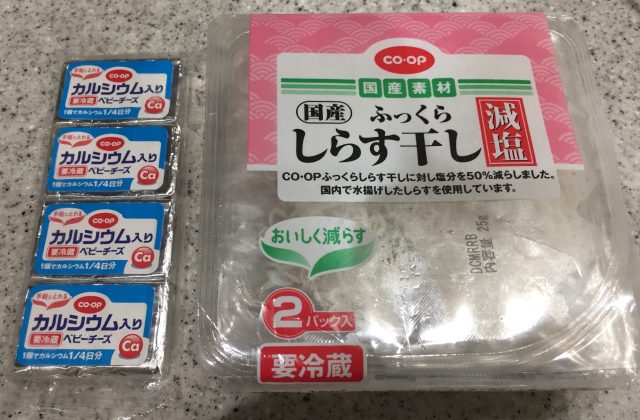 手軽にとれる
CO・OP
カルシウム入り
要冷蔵 ベビーチーズ
1個でカルシウム1/4日分
Ca
手軽にとれる
CO・OP
カルシウム入り
要冷蔵 ベビーチーズ
1個でカルシウム1/4日分
Ca
手軽にとれる
CO・OP
カルシウム入り
要冷蔵 ベビーチーズ
1個でカルシウム1/4日分
Ca
手軽にとれる
CO・OP
カルシウム入り
要冷蔵 ベビーチーズ
1個でカルシウム1/4日分
Ca
CO・OP
国産素材
国産 ふっくら
しらす干し
減塩
CO・OPふっくらしらす干しに対し塩分を50%減らしました。
国内で水揚げしたしらすを使用しています。
おいしく減らす
DOMRRB
内容量 25g
2パック入
要冷蔵